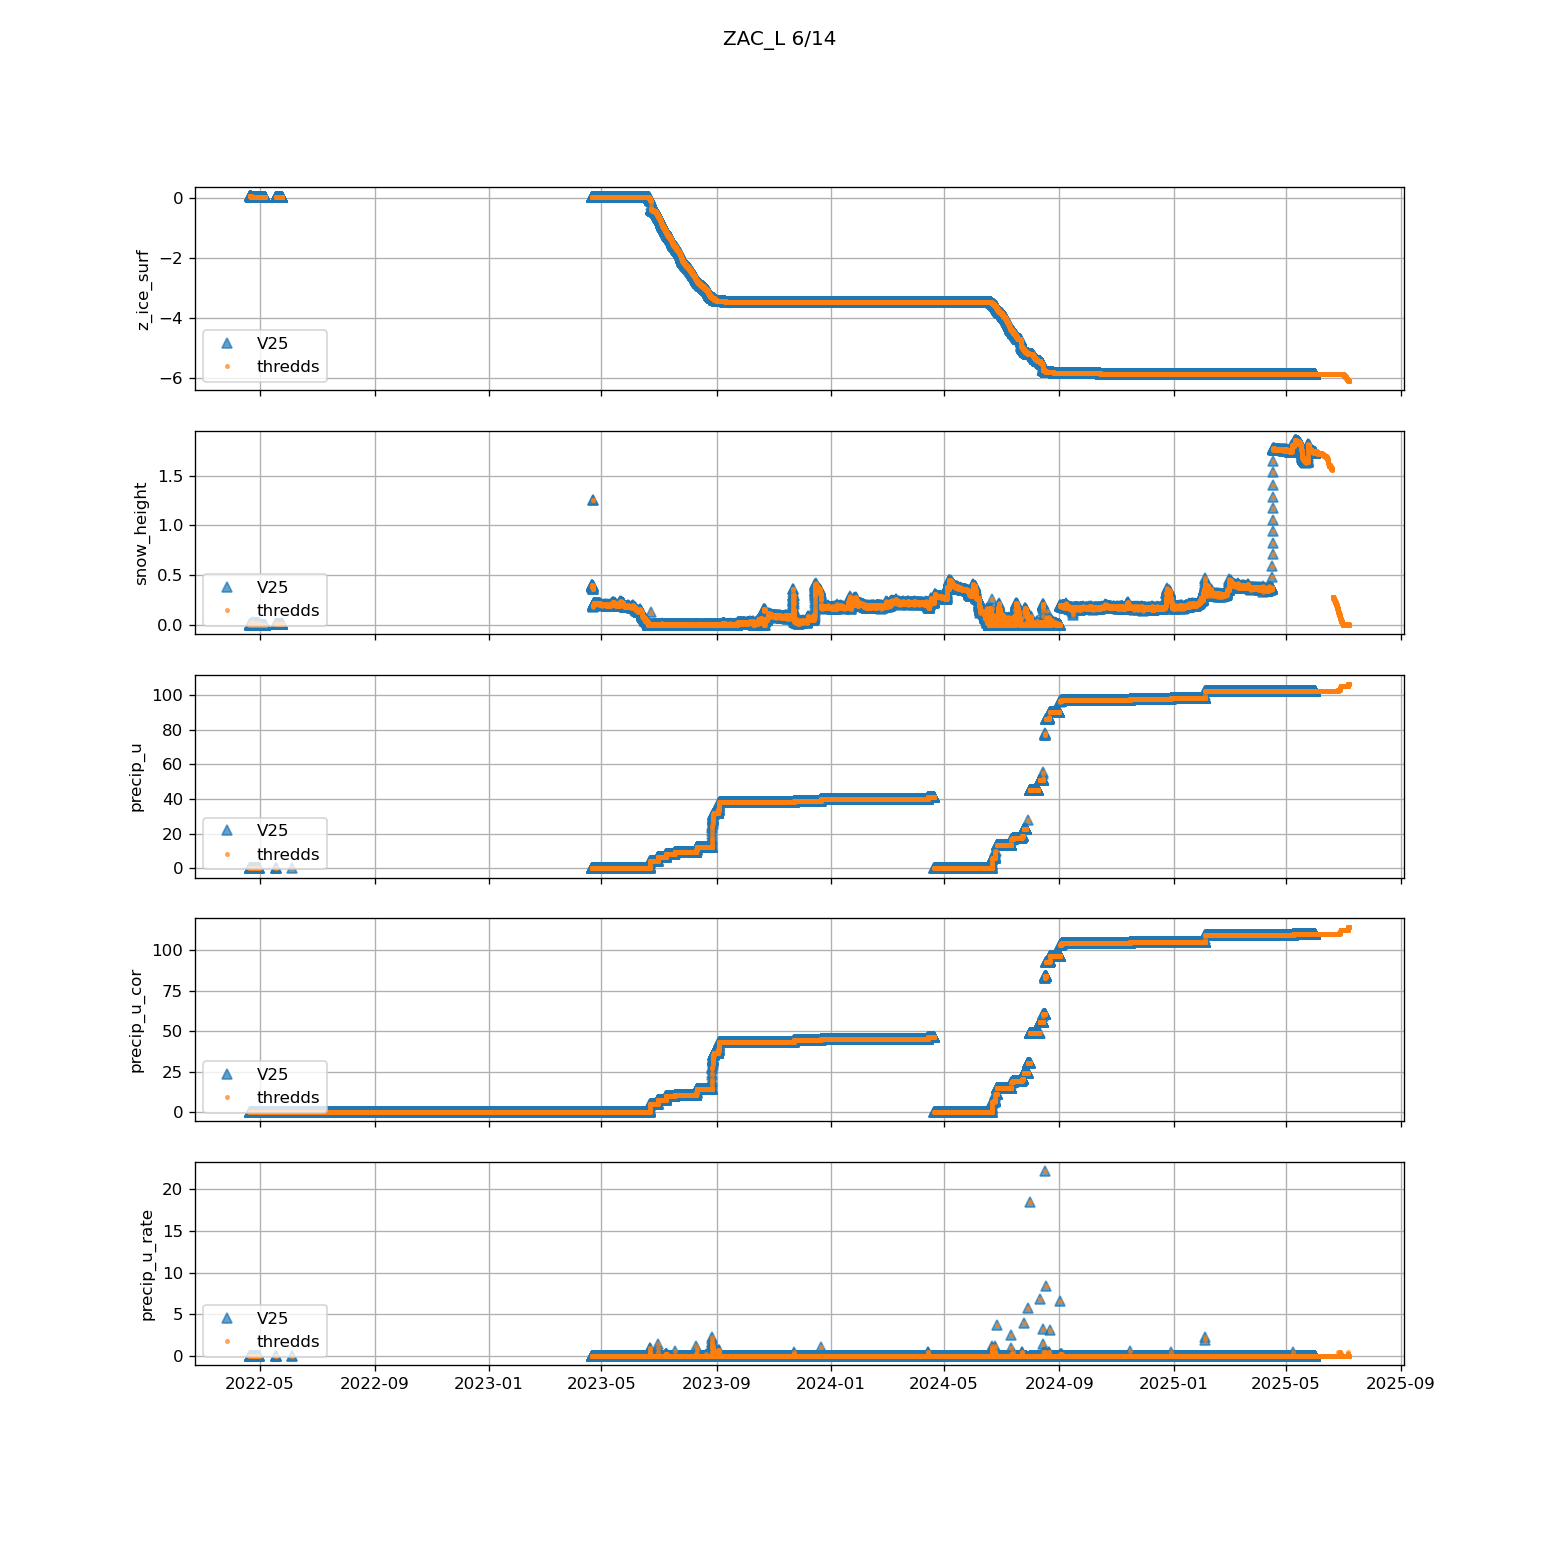 ZAC_L 6/14
0
−2
−4
−6
z_ice_surf
V25
thredds
1.5
1.0
0.5
0.0
snow_height
V25
thredds
100
80
60
40
20
0
precip_u
V25
thredds
100
75
50
25
0
precip_u_cor
V25
thredds
20
15
10
5
0
precip_u_rate
V25
thredds
2022-05 2022-09 2023-01 2023-05 2023-09 2024-01 2024-05 2024-09 2025-01 2025-05 2025-09